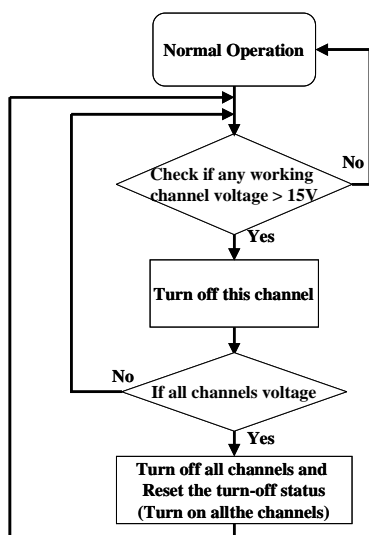 Normal Operation
Check if any working
channel voltage > 15V
No
Yes
Turn off this channel
No
If all channels voltage
Yes
Turn off all channels and
Reset the turn-off status
(Turn on allthe channels)